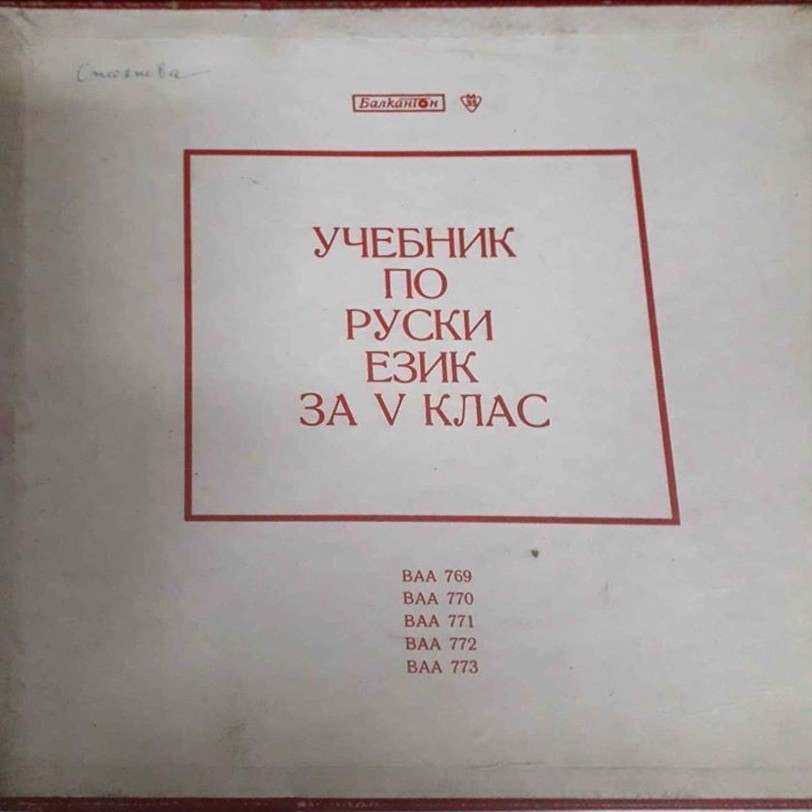 Балкантон
УЧЕБНИК
ПО
РУСКИ
ЕЗИК
ЗА V КЛАС
ВАА 769
ВАА 770
ВАА 771
ВАА 772
ВАА 773